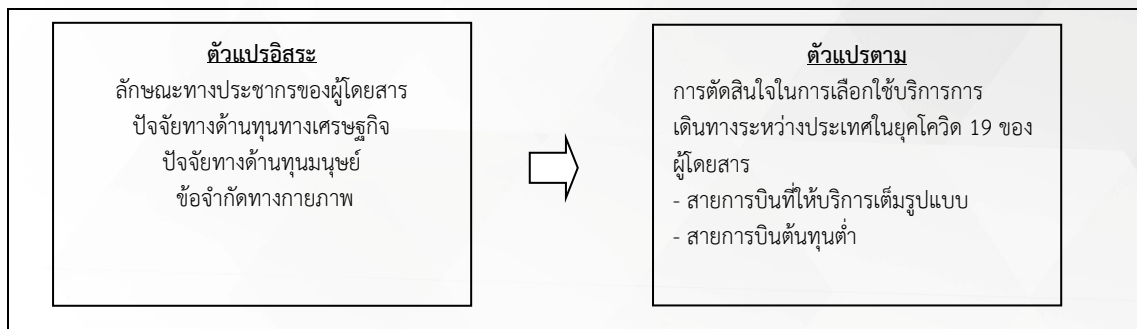 ตัวแปรอิสระ
ลักษณะทางประชากรของผู้โดยสาร
ปัจจัยทางด้านทุนทางเศรษฐกิจ
ปัจจัยทางด้านทุนมนุษย์
ข้อจำกัดทางกายภาพ
ตัวแปรตาม
การตัดสินใจในการเลือกใช้บริการการ
เดินทางระหว่างประเทศในยุคโควิด 19 ของ
ผู้โดยสาร
- สายการบินที่ให้บริการเต็มรูปแบบ
- สายการบินต้นทุนต่ำ